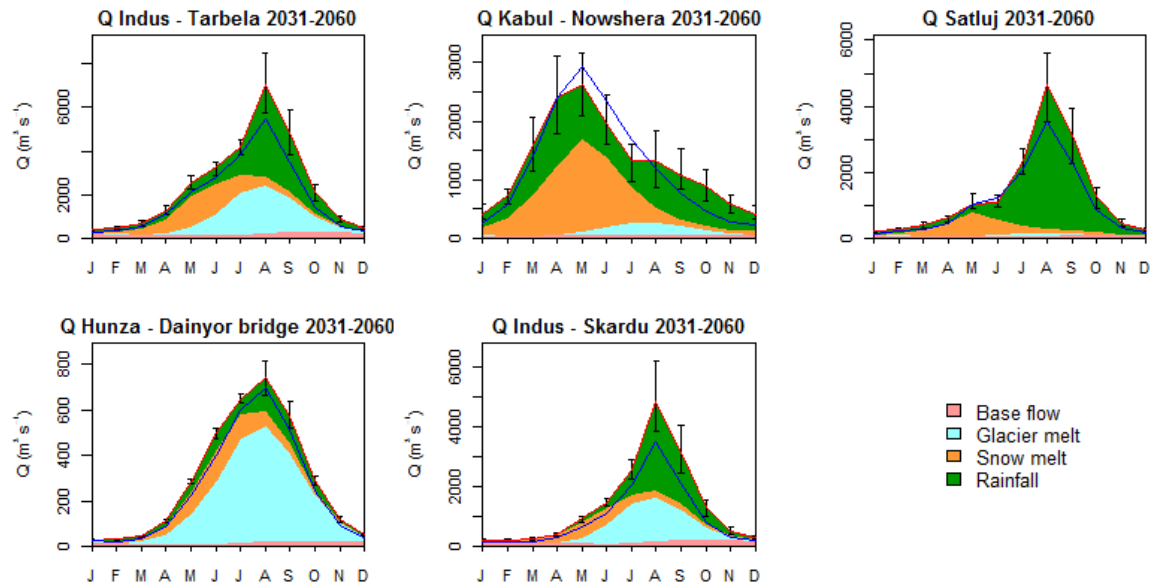 Q Indus - Tarbela 2031-2060
Q (m³ s⁻¹)
0 2000 6000
J F M A M J J A S O N D
Q Kabul - Nowshera 2031-2060
Q (m³ s⁻¹)
0 1000 2000 3000
J F M A M J J A S O N D
Q Satluj 2031-2060
Q (m³ s⁻¹)
0 2000 4000 6000
J F M A M J J A S O N D
Q Hunza - Dainyor bridge 2031-2060
Q (m³ s⁻¹)
0 200 400 600 800
J F M A M J J A S O N D
Q Indus - Skardu 2031-2060
Q (m³ s⁻¹)
0 2000 4000 6000
J F M A M J J A S O N D
Base flow
Glacier melt
Snow melt
Rainfall